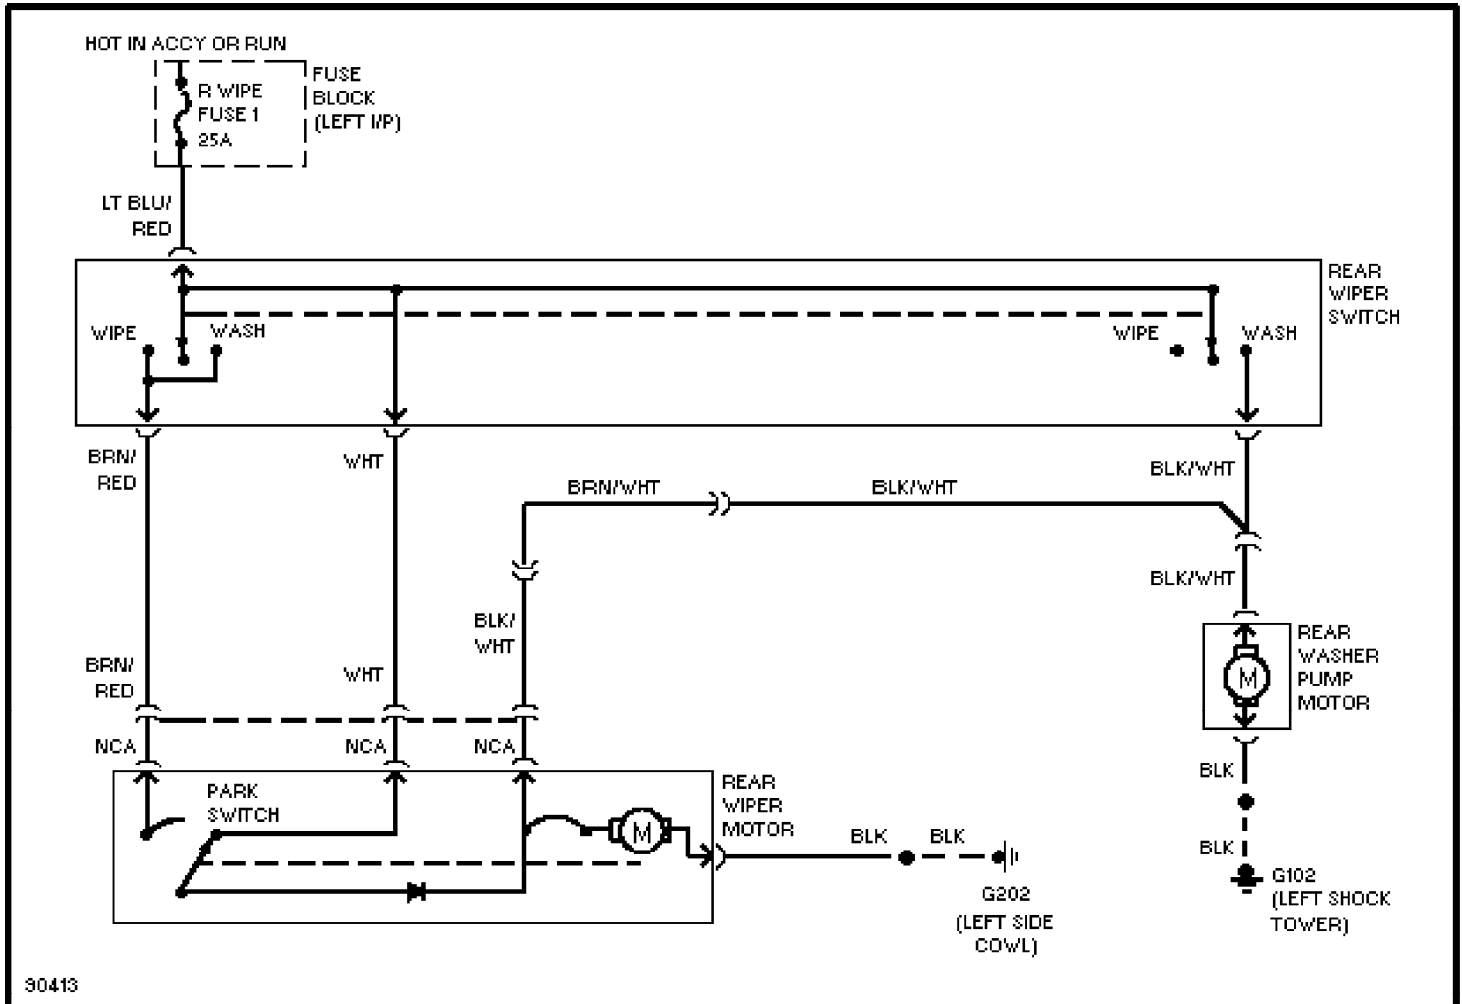 HOT IN ACCY OR RUN
FUSE
BLOCK
(LEFT I/P)
R WIPE
FUSE 1
25A
LT BLU/
RED
REAR
WIPER
SWITCH
WIPE
WASH
WIPE
WASH
BRN/
RED
WHT
BLK/WHT
BRN/WHT
BLK/WHT
BLK/WHT
BLK/
WHT
BRN/
RED
WHT
REAR
WASHER
PUMP
MOTOR
M
NCA
NCA
NCA
BLK
PARK
SWITCH
REAR
WIPER
MOTOR
M
BLK
BLK
BLK
G202
(LEFT SIDE
COWL)
G102
(LEFT SHOCK
TOWER)
90413